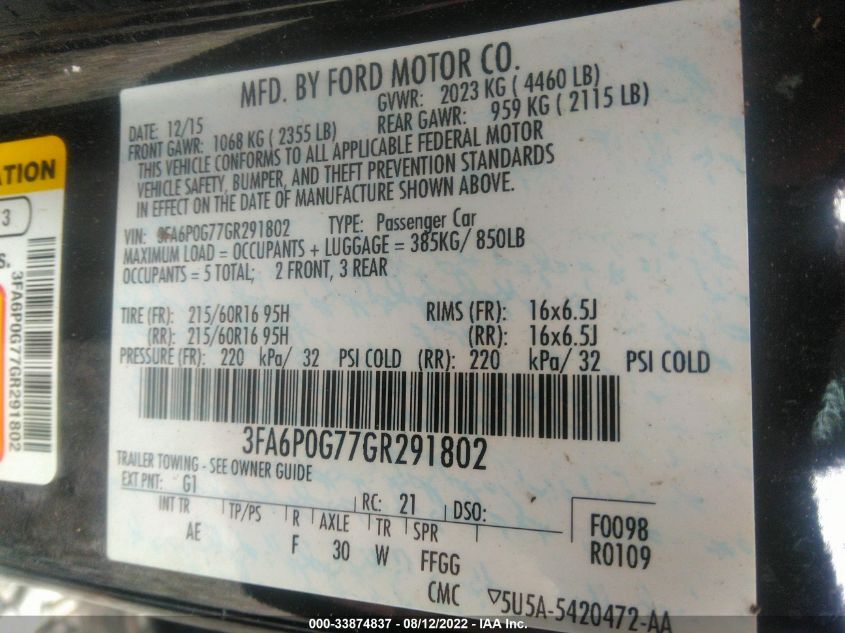 MFD. BY FORD MOTOR CO.
DATE: 12/15 GVWR: 2023 KG ( 4460 LB)
FRONT GAWR: 1068 KG ( 2355 LB) REAR GAWR: 959 KG ( 2115 LB)
THIS VEHICLE CONFORMS TO ALL APPLICABLE FEDERAL MOTOR
VEHICLE SAFETY, BUMPER, AND THEFT PREVENTION STANDARDS
IN EFFECT ON THE DATE OF MANUFACTURE SHOWN ABOVE.
VIN: 3FA6P0G77GR291802 TYPE: Passenger Car
MAXIMUM LOAD = OCCUPANTS + LUGGAGE = 385KG/ 850LB
OCCUPANTS = 5 TOTAL; 2 FRONT, 3 REAR
TIRE (FR): 215/60R16 95H RIMS (FR): 16x6.5J
(RR): 215/60R16 95H (RR): 16x6.5J
PRESSURE (FR): 220 kPa/ 32 PSI COLD (RR): 220 kPa/ 32 PSI COLD
3FA6P0G77GR291802
TRAILER TOWING - SEE OWNER GUIDE
EXT PNT: G1 RC: 21 DSO:
INT TR TP/PS R AXLE TR SPR F0098
AE F 30 W FFGG R0109
CMC ▽5U5A-5420472-AA
ATION
3
S.
3FA6P0G77GR291802
000-33874837 - 08/12/2022 - IAA Inc.